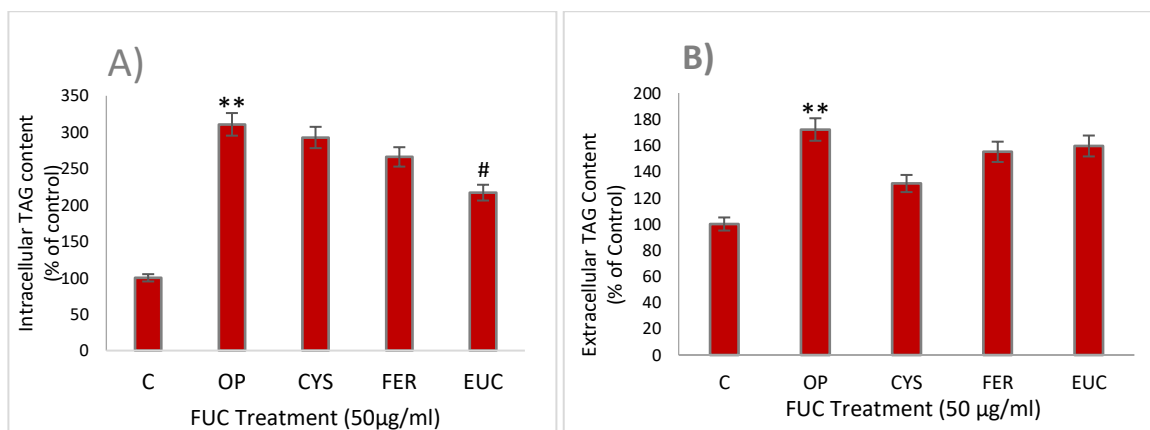 A)
Intracellular TAG content
(% of control)
350
300
250
200
150
100
50
0
**
#
C OP CYS FER EUC
FUC Treatment (50µg/ml)
B)
Extracellular TAG Content
(% of Control)
200
180
160
140
120
100
80
60
40
20
0
**
C OP CYS FER EUC
FUC Treatment (50 µg/ml)